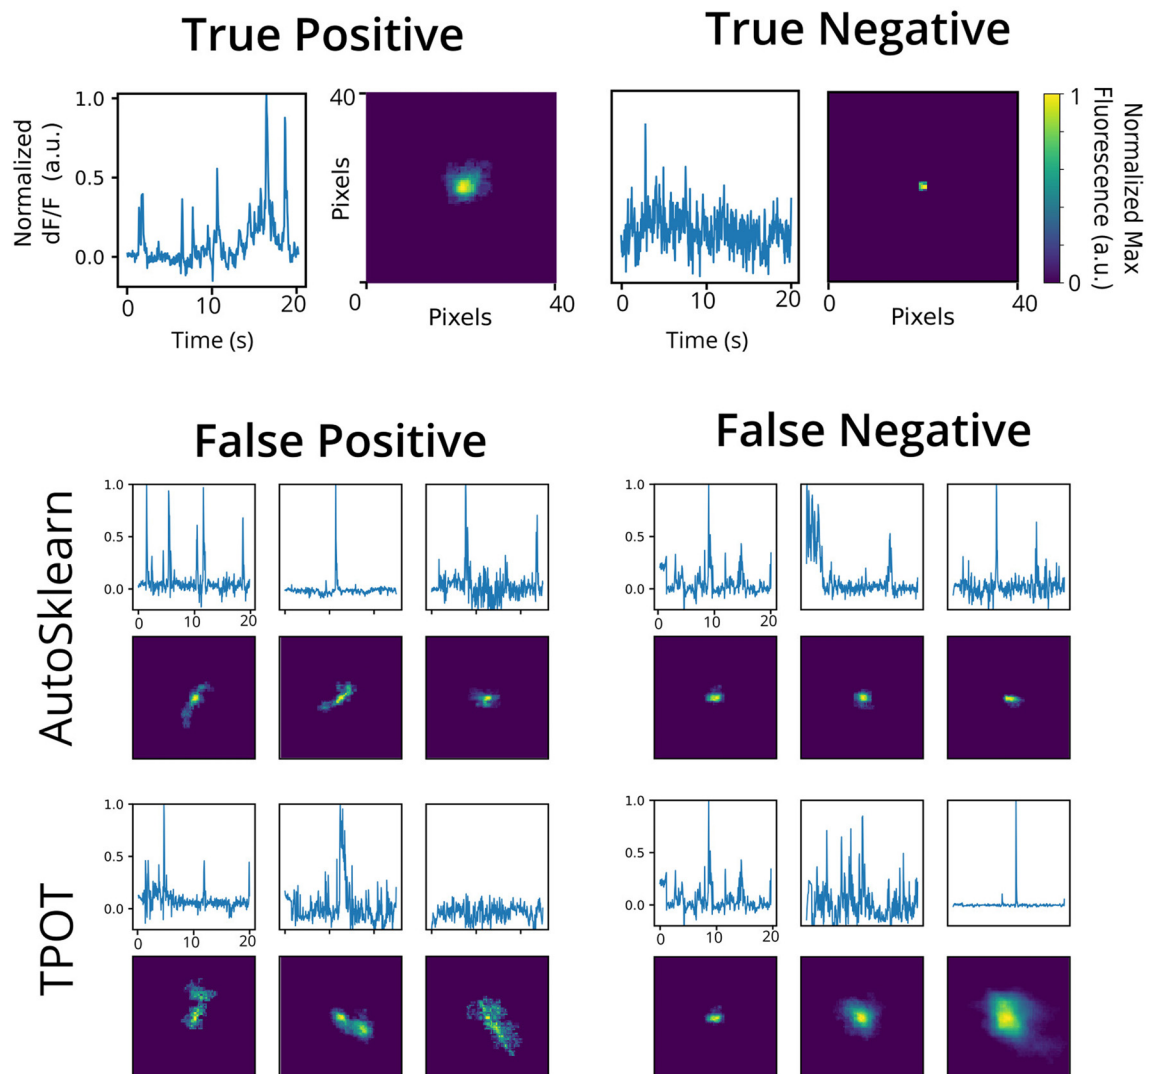 True Positive
True Negative
Normalized
dF/F (a.u.)
1.0
0.5
0.0
0
10
20
Time (s)
40
Pixels
0
40
Pixels
0
10
20
Time (s)
0
40
Pixels
1
0
Normalized Max
Fluorescence (a.u.)
False Positive
False Negative
AutoSklearn
1.0
0.5
0.0
0
10
20
1.0
0.5
0.0
0
10
20
TPOT
1.0
0.5
0.0
0
10
20
1.0
0.5
0.0
0
10
20